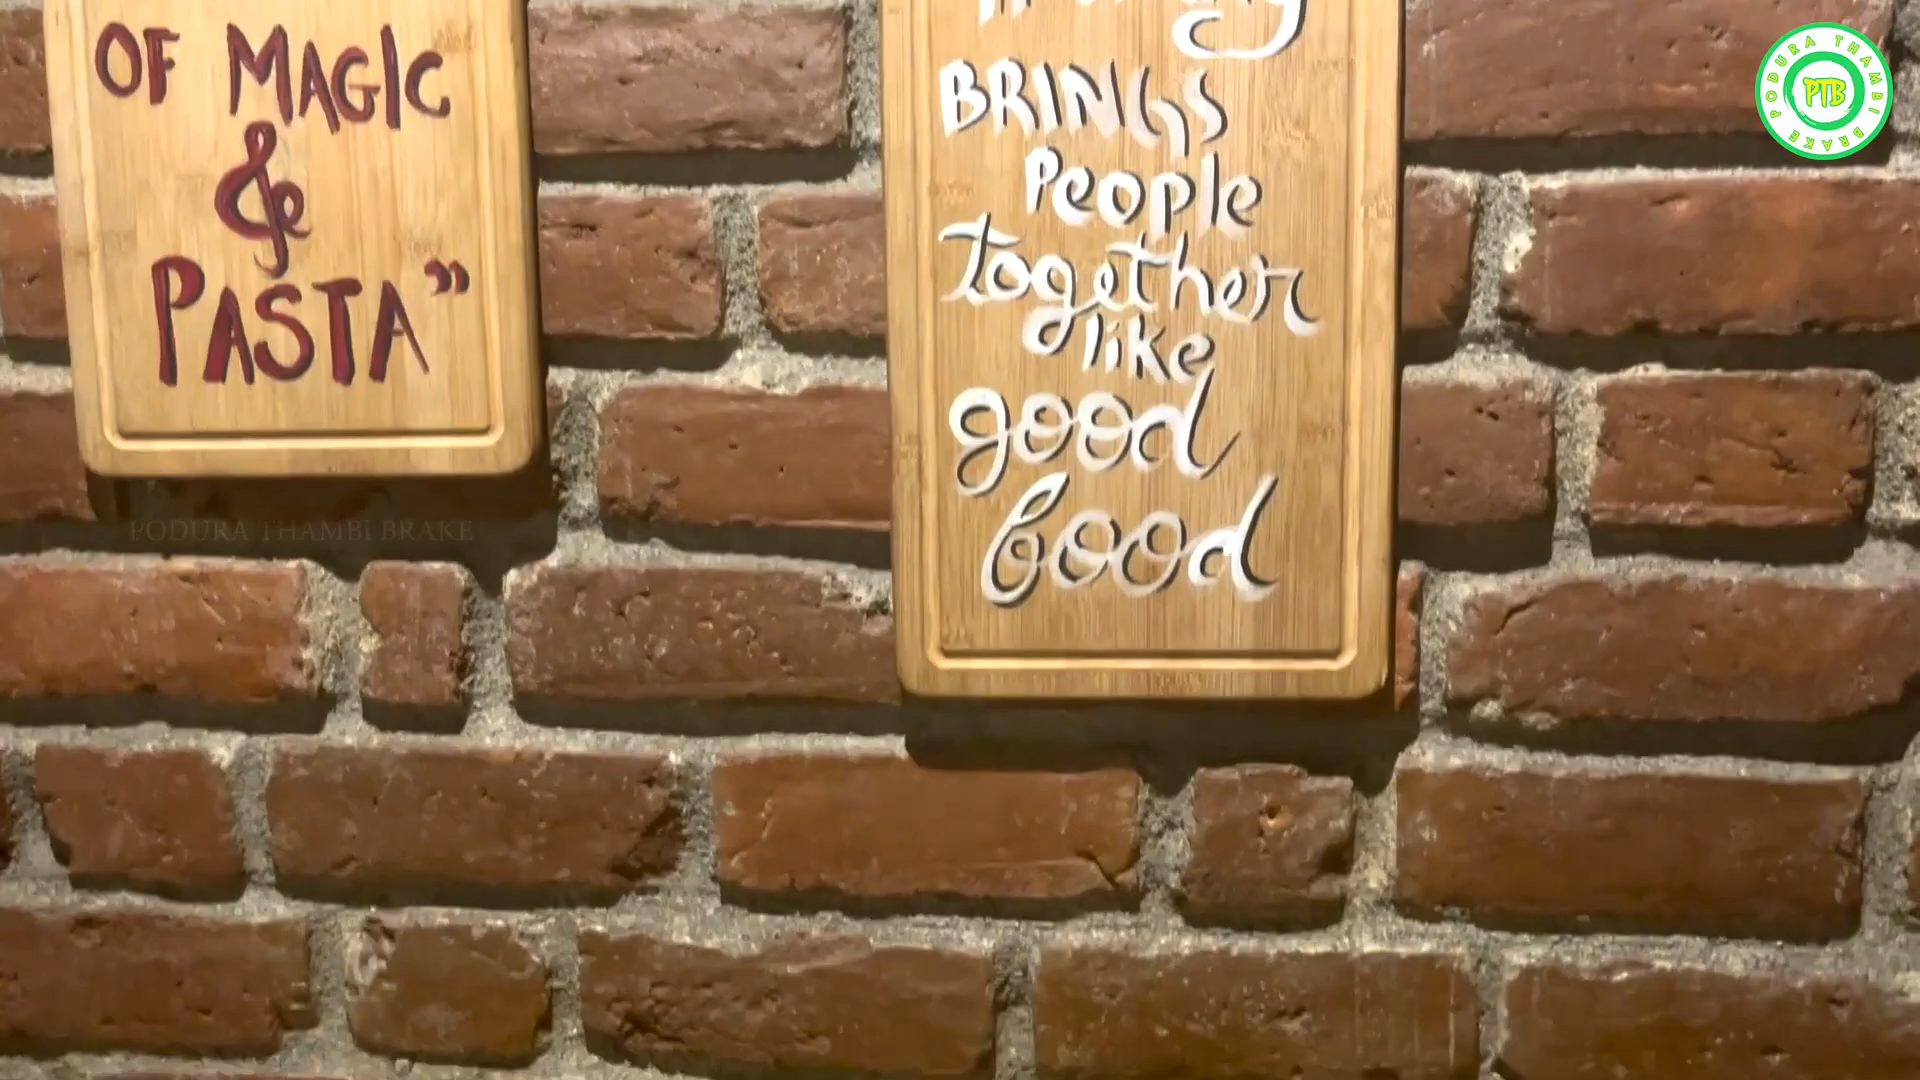 OF MAGIC
&
PASTA”
BRINGS
People
together
like
good
food
PODURA THAMBI BRAKE
PODURA THAMBI BRAKE
PTB